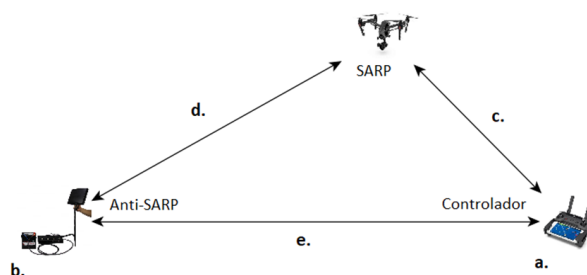 SARP
d.
c.
Anti-SARP
Controlador
e.
b.
a.